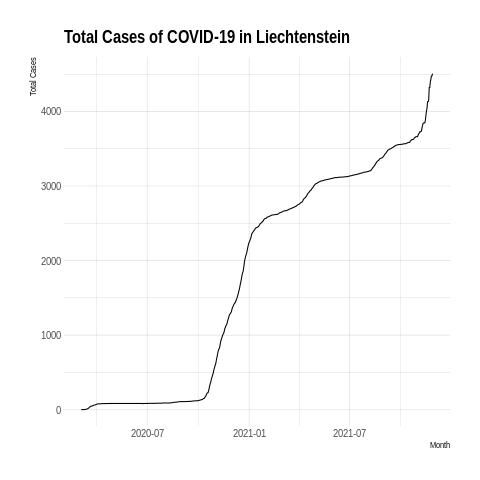 Total Cases of COVID-19 in Liechtenstein
Total Cases
4000
3000
2000
1000
0
2020-07 2021-01 2021-07
Month